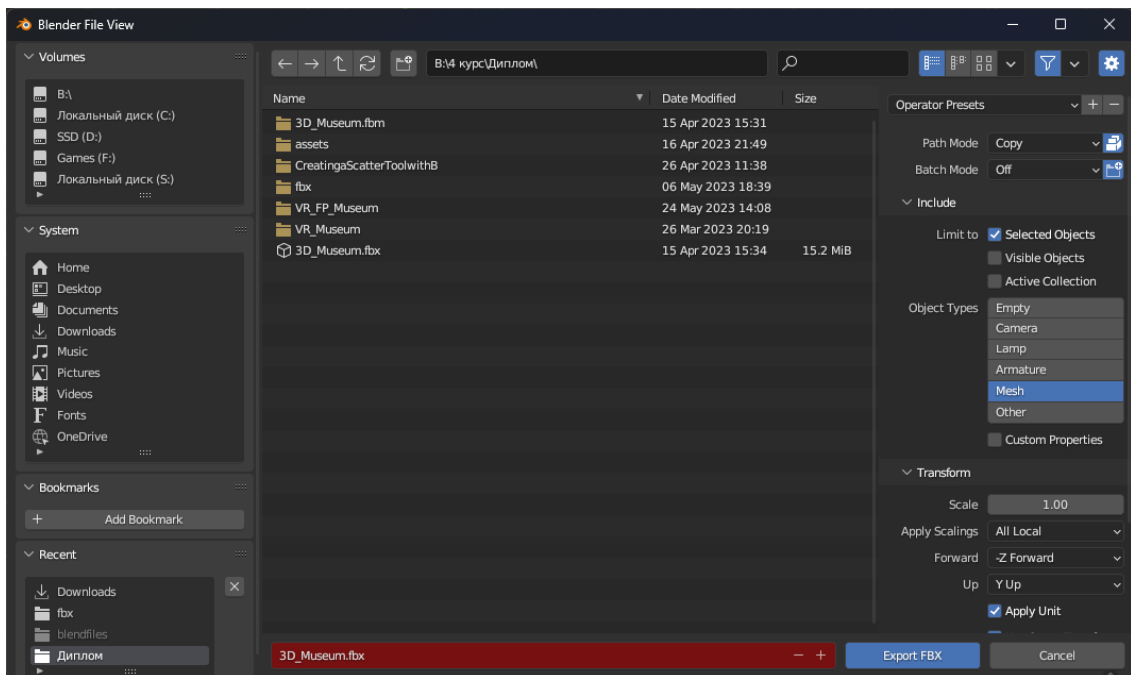 Blender File View
Volumes
B:\
Локальный диск (C:)
SSD (D:)
Games (F:)
Локальный диск (S:)
System
Home
Desktop
Documents
Downloads
Music
Pictures
Videos
Fonts
OneDrive
Bookmarks
Add Bookmark
Recent
Downloads
fbx
blendfiles
Диплом
B:\4 курс\Диплом\
Name Date Modified Size
3D_Museum.fbm 15 Apr 2023 15:31
assets 16 Apr 2023 21:49
CreatingaScatterToolwithB 26 Apr 2023 11:38
fbx 06 May 2023 18:39
VR_FP_Museum 24 May 2023 14:08
VR_Museum 26 Mar 2023 20:19
3D_Museum.fbx 15 Apr 2023 15:34 15.2 MiB
3D_Museum.fbx
Operator Presets
Path Mode Copy
Batch Mode Off
Include
Limit to Selected Objects
Visible Objects
Active Collection
Object Types Empty
Camera
Lamp
Armature
Mesh
Other
Custom Properties
Transform
Scale 1.00
Apply Scalings All Local
Forward -Z Forward
Up Y Up
Apply Unit
Export FBX Cancel